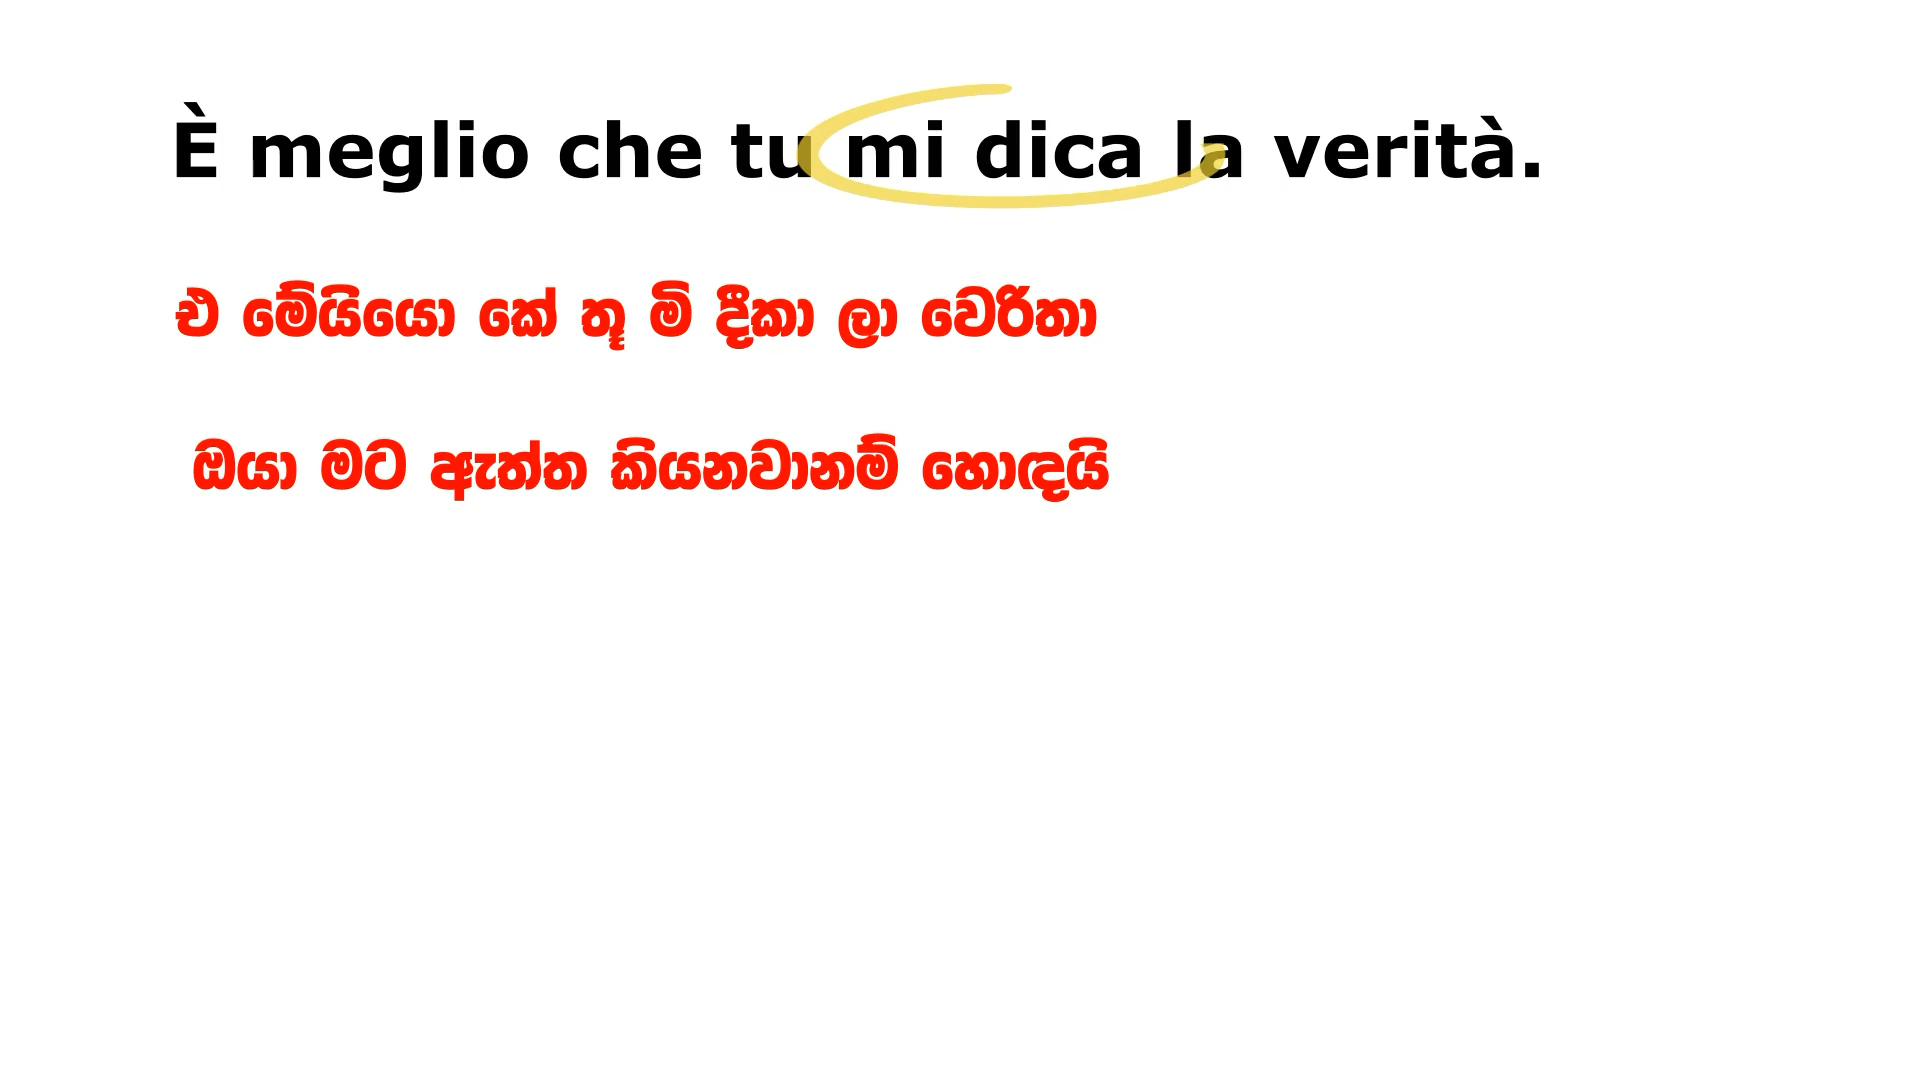 È meglio che tu mi dica la verità.
එ මේයියො කේ තූ මි දීකා ලා වෙරිතා
ඔයා මට ඇත්ත කියනවානම් හොඳයි